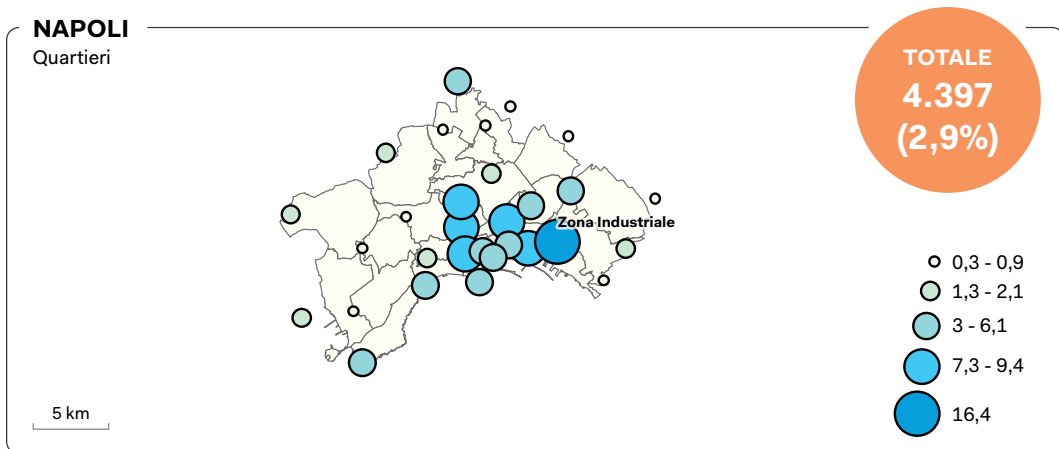 NAPOLI
Quartieri
TOTALE
4.397
(2,9%)
Zona Industriale
0,3 - 0,9
1,3 - 2,1
3 - 6,1
7,3 - 9,4
16,4
5 km